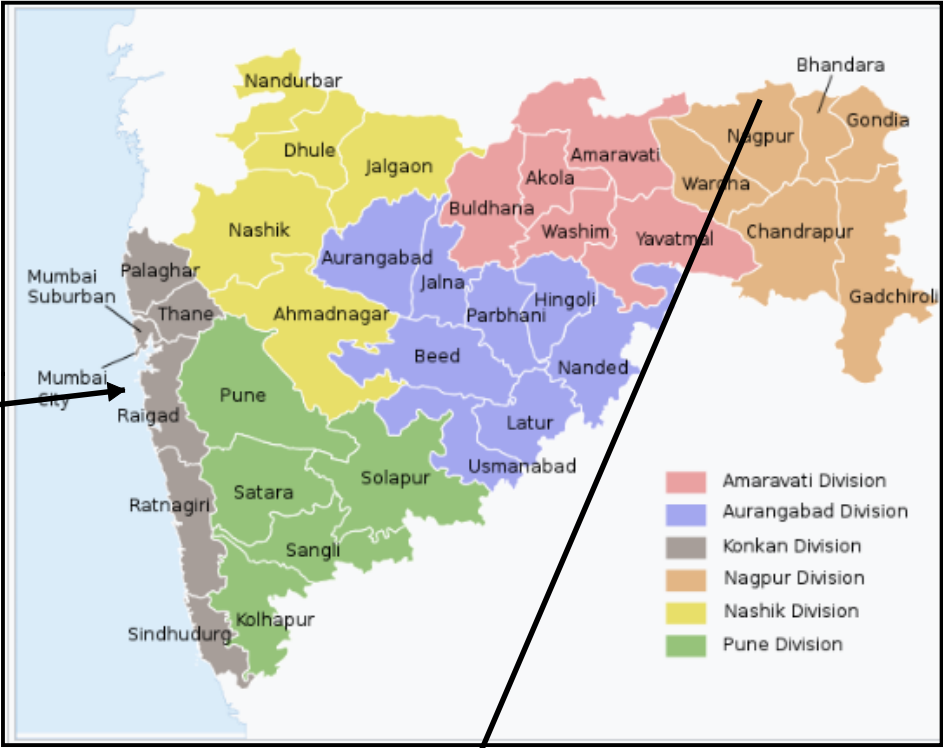 Bhandara
Nandurbar
Gondia
Nagpur
Dhule
Amaravati
Jalgaon
Akola
Wardha
Buldhana
Nashik
Washim
Yavatmal
Chandrapur
Aurangabad
Palaghar
Mumbai
Suburban
Jalna
Hingoli
Gadchiroli
Thane
Ahmadnagar
Parbhani
Beed
Nanded
Mumbai
City
Pune
Raigad
Latur
Usmanabad
Solapur
Satara
Ratnagiri
Sangli
Kolhapur
Sindhudurg
Amaravati Division
Aurangabad Division
Konkan Division
Nagpur Division
Nashik Division
Pune Division